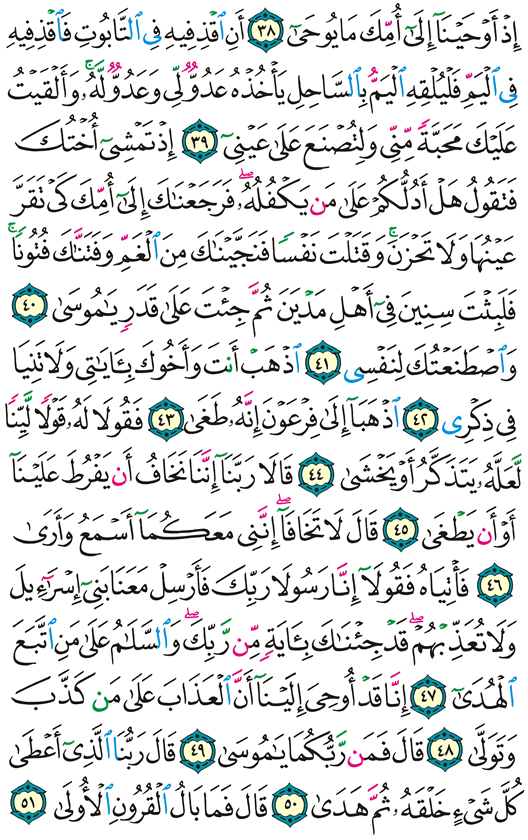 إِذْ أَوْحَيْنَآ إِلَىٰٓ أُمِّكَ مَا يُوحَىٰٓ ٣٨ أَنِ ٱقْذِفِيهِ فِى ٱلتَّابُوتِ فَٱقْذِفِيهِ
فِى ٱلْيَمِّ فَلْيُلْقِهِ ٱلْيَمُّ بِٱلسَّاحِلِ يَأْخُذْهُ عَدُوٌّ لِّى وَعَدُوٌّ لَّهُۥ ۚ وَأَلْقَيْتُ
عَلَيْكَ مَحَبَّةً مِّنِّى وَلِتُصْنَعَ عَلَىٰ عَيْنِىٓ ٣٩ إِذْ تَمْشِىٓ أُخْتُكَ
فَتَقُولُ هَلْ أَدُلُّكُمْ عَلَىٰ مَن يَكْفُلُهُۥ ۖ فَرَجَعْنَٰكَ إِلَىٰٓ أُمِّكَ كَىْ تَقَرَّ
عَيْنُهَا وَلَا تَحْزَنَ ۚ وَقَتَلْتَ نَفْسًا فَنَجَّيْنَٰكَ مِنَ ٱلْغَمِّ وَفَتَنَّٰكَ فُتُونًا ۚ
فَلَبِثْتَ سِنِينَ فِىٓ أَهْلِ مَدْيَنَ ثُمَّ جِئْتَ عَلَىٰ قَدَرٍ يَٰمُوسَىٰ ٤٠
وَٱصْطَنَعْتُكَ لِنَفْسِى ٤١ ٱذْهَبْ أَنتَ وَأَخُوكَ بِـَٔايَٰتِى وَلَا تَنِيَا
فِى ذِكْرِى ٤٢ ٱذْهَبَآ إِلَىٰ فِرْعَوْنَ إِنَّهُۥ طَغَىٰ ٤٣ فَقُولَا لَهُۥ قَوْلًا لَّيِّنًا
لَّعَلَّهُۥ يَتَذَكَّرُ أَوْ يَخْشَىٰ ٤٤ قَالَا رَبَّنَآ إِنَّنَا نَخَافُ أَن يَفْرُطَ عَلَيْنَآ
أَوْ أَن يَطْغَىٰ ٤٥ قَالَ لَا تَخَافَآ ۖ إِنَّنِى مَعَكُمَآ أَسْمَعُ وَأَرَىٰ
٤٦ فَأْتِيَاهُ فَقُولَآ إِنَّا رَسُولَا رَبِّكَ فَأَرْسِلْ مَعَنَا بَنِىٓ إِسْرَٰٓءِيلَ
وَلَا تُعَذِّبْهُمْ ۖ قَدْ جِئْنَٰكَ بِـَٔايَةٍ مِّن رَّبِّكَ ۖ وَٱلسَّلَٰمُ عَلَىٰ مَنِ ٱتَّبَعَ
ٱلْهُدَىٰٓ ٤٧ إِنَّا قَدْ أُوحِىَ إِلَيْنَآ أَنَّ ٱلْعَذَابَ عَلَىٰ مَن كَذَّبَ
وَتَوَلَّىٰ ٤٨ قَالَ فَمَن رَّبُّكُمَا يَٰمُوسَىٰ ٤٩ قَالَ رَبُّنَا ٱلَّذِىٓ أَعْطَىٰ
كُلَّ شَىْءٍ خَلْقَهُۥ ثُمَّ هَدَىٰ ٥٠ قَالَ فَمَا بَالُ ٱلْقُرُونِ ٱلْأُولَىٰ ٥١